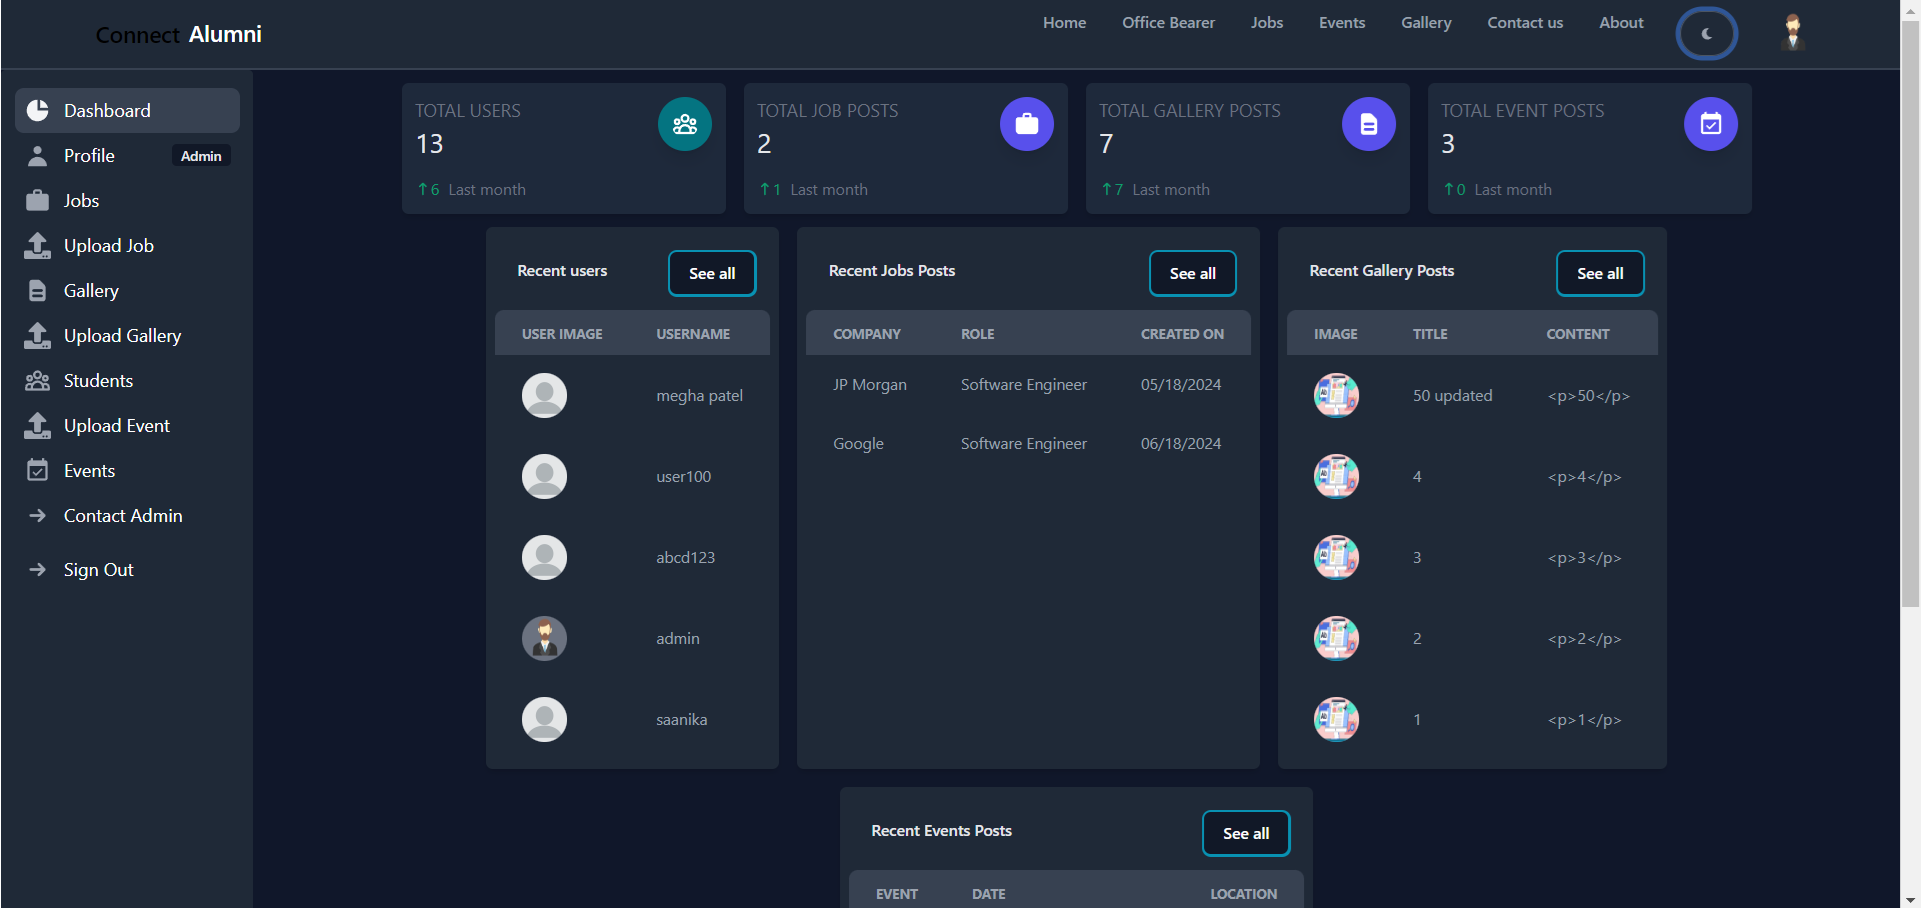 Connect Alumni
Home Office Bearer Jobs Events Gallery Contact us About
Dashboard
Profile Admin
Jobs
Upload Job
Gallery
Upload Gallery
Students
Upload Event
Events
Contact Admin
Sign Out
TOTAL USERS
13
↑ 6 Last month
TOTAL JOB POSTS
2
↑ 1 Last month
TOTAL GALLERY POSTS
7
↑ 7 Last month
TOTAL EVENT POSTS
3
↑ 0 Last month
Recent users See all
USER IMAGE USERNAME
megha patel
user100
abcd123
admin
saanika
Recent Jobs Posts See all
COMPANY ROLE CREATED ON
JP Morgan Software Engineer 05/18/2024
Google Software Engineer 06/18/2024
Recent Gallery Posts See all
IMAGE TITLE CONTENT
50 updated <p>50</p>
4 <p>4</p>
3 <p>3</p>
2 <p>2</p>
1 <p>1</p>
Recent Events Posts See all
EVENT DATE LOCATION